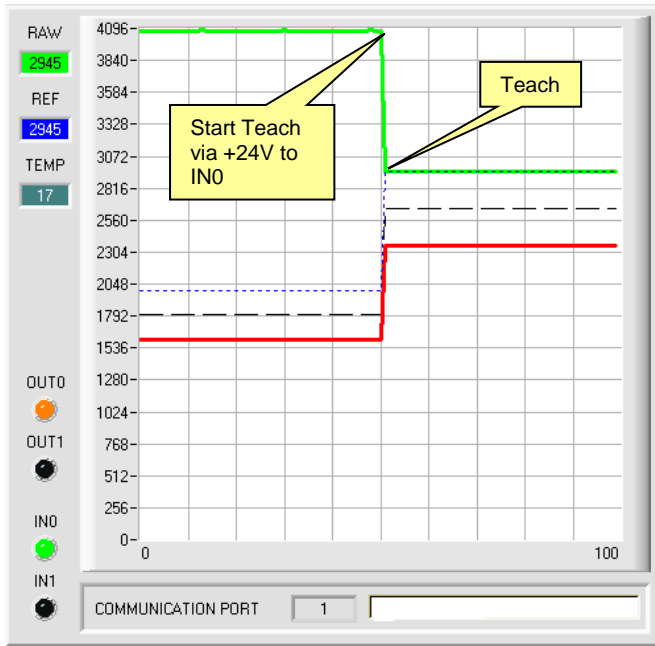 RAW
2945
REF
2945
TEMP
17
OUT0
OUT1
IN0
IN1
4096
3840
3584
3328
3072
2816
2560
2304
2048
1792
1536
1280
1024
768
512
256
0
0
100
Start Teach
via +24V to
IN0
Teach
COMMUNICATION PORT 1